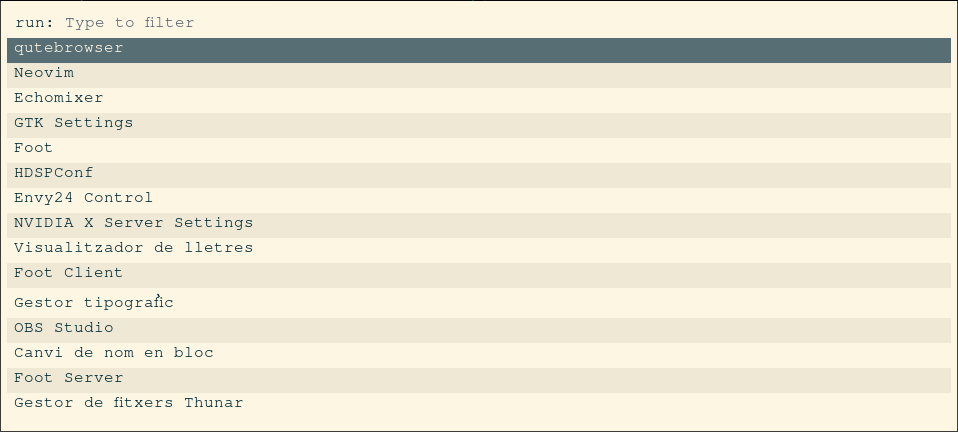 run: Type to filter
qutebrowser
Neovim
Echomixer
GTK Settings
Foot
HDSPConf
Envy24 Control
NVIDIA X Server Settings
Visualitzador de lletres
Foot Client
Gestor tipogràfic
OBS Studio
Canvi de nom en bloc
Foot Server
Gestor de fitxers Thunar